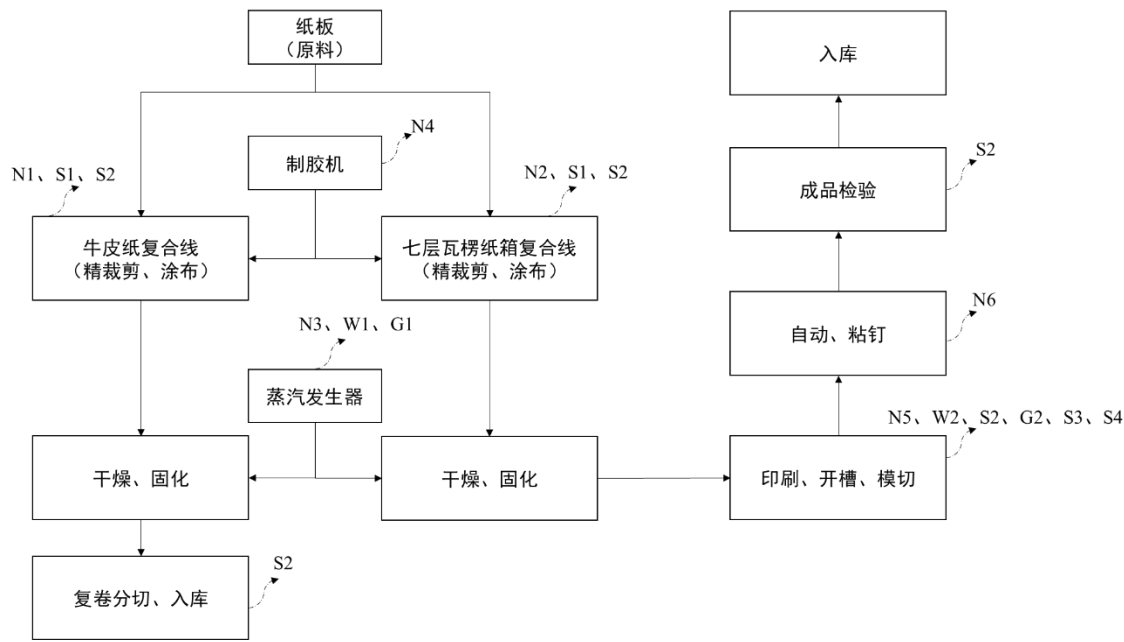 纸板
（原料）
入库
制胶机
N4
N1、S1、S2
N2、S1、S2
S2
成品检验
牛皮纸复合线
（精裁剪、涂布）
七层瓦楞纸箱复合线
（精裁剪、涂布）
N3、W1、G1
N6
自动、粘钉
蒸汽发生器
N5、W2、S2、G2、S3、S4
干燥、固化
干燥、固化
印刷、开槽、模切
S2
复卷分切、入库